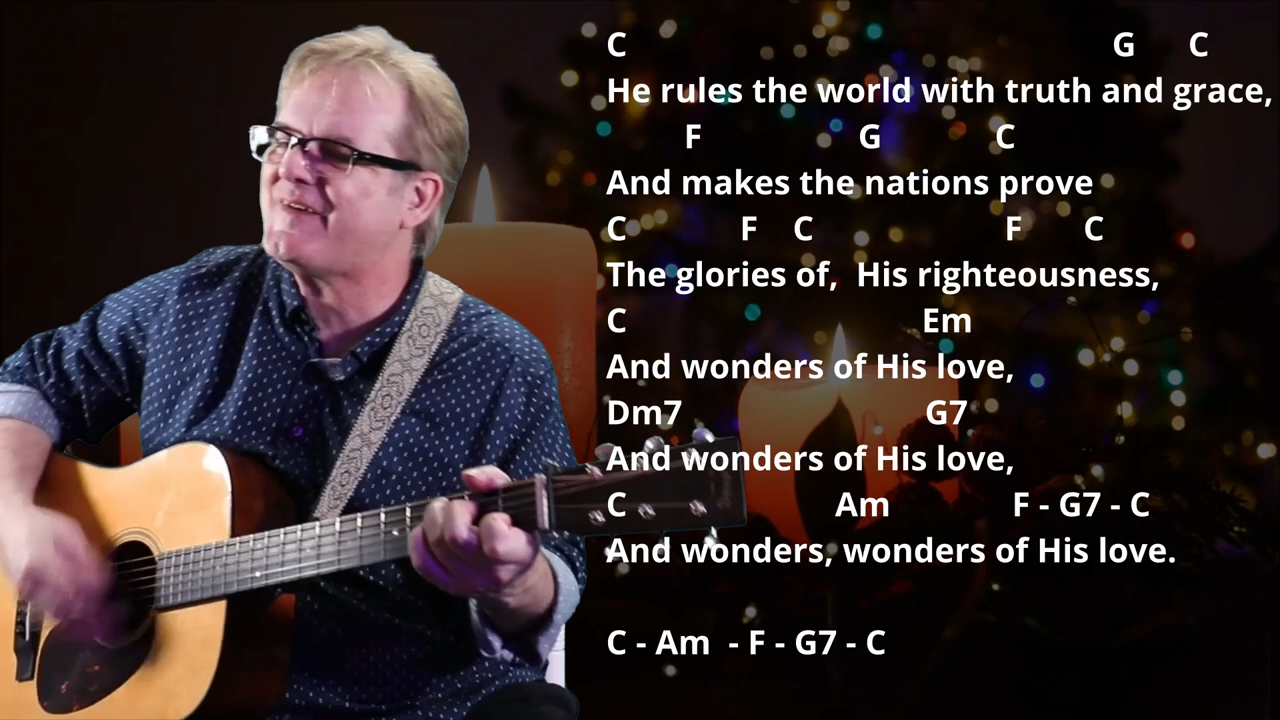 C G C
He rules the world with truth and grace,
F G C
And makes the nations prove
C F C F C
The glories of, His righteousness,
C Em
And wonders of His love,
Dm7 G7
And wonders of His love,
C Am F - G7 - C
And wonders, wonders of His love.
C - Am - F - G7 - C